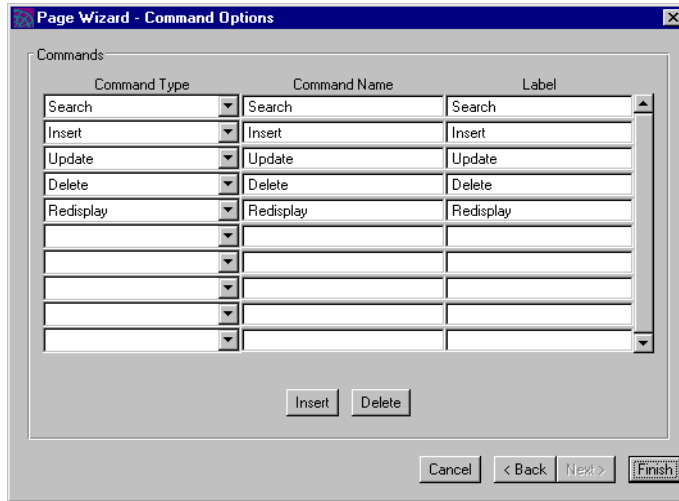 Page Wizard - Command Options
Commands
Command Type Command Name Label
Search Search Search
Insert Insert Insert
Update Update Update
Delete Delete Delete
Redisplay Redisplay Redisplay
Insert Delete
Cancel < Back Next > Finish